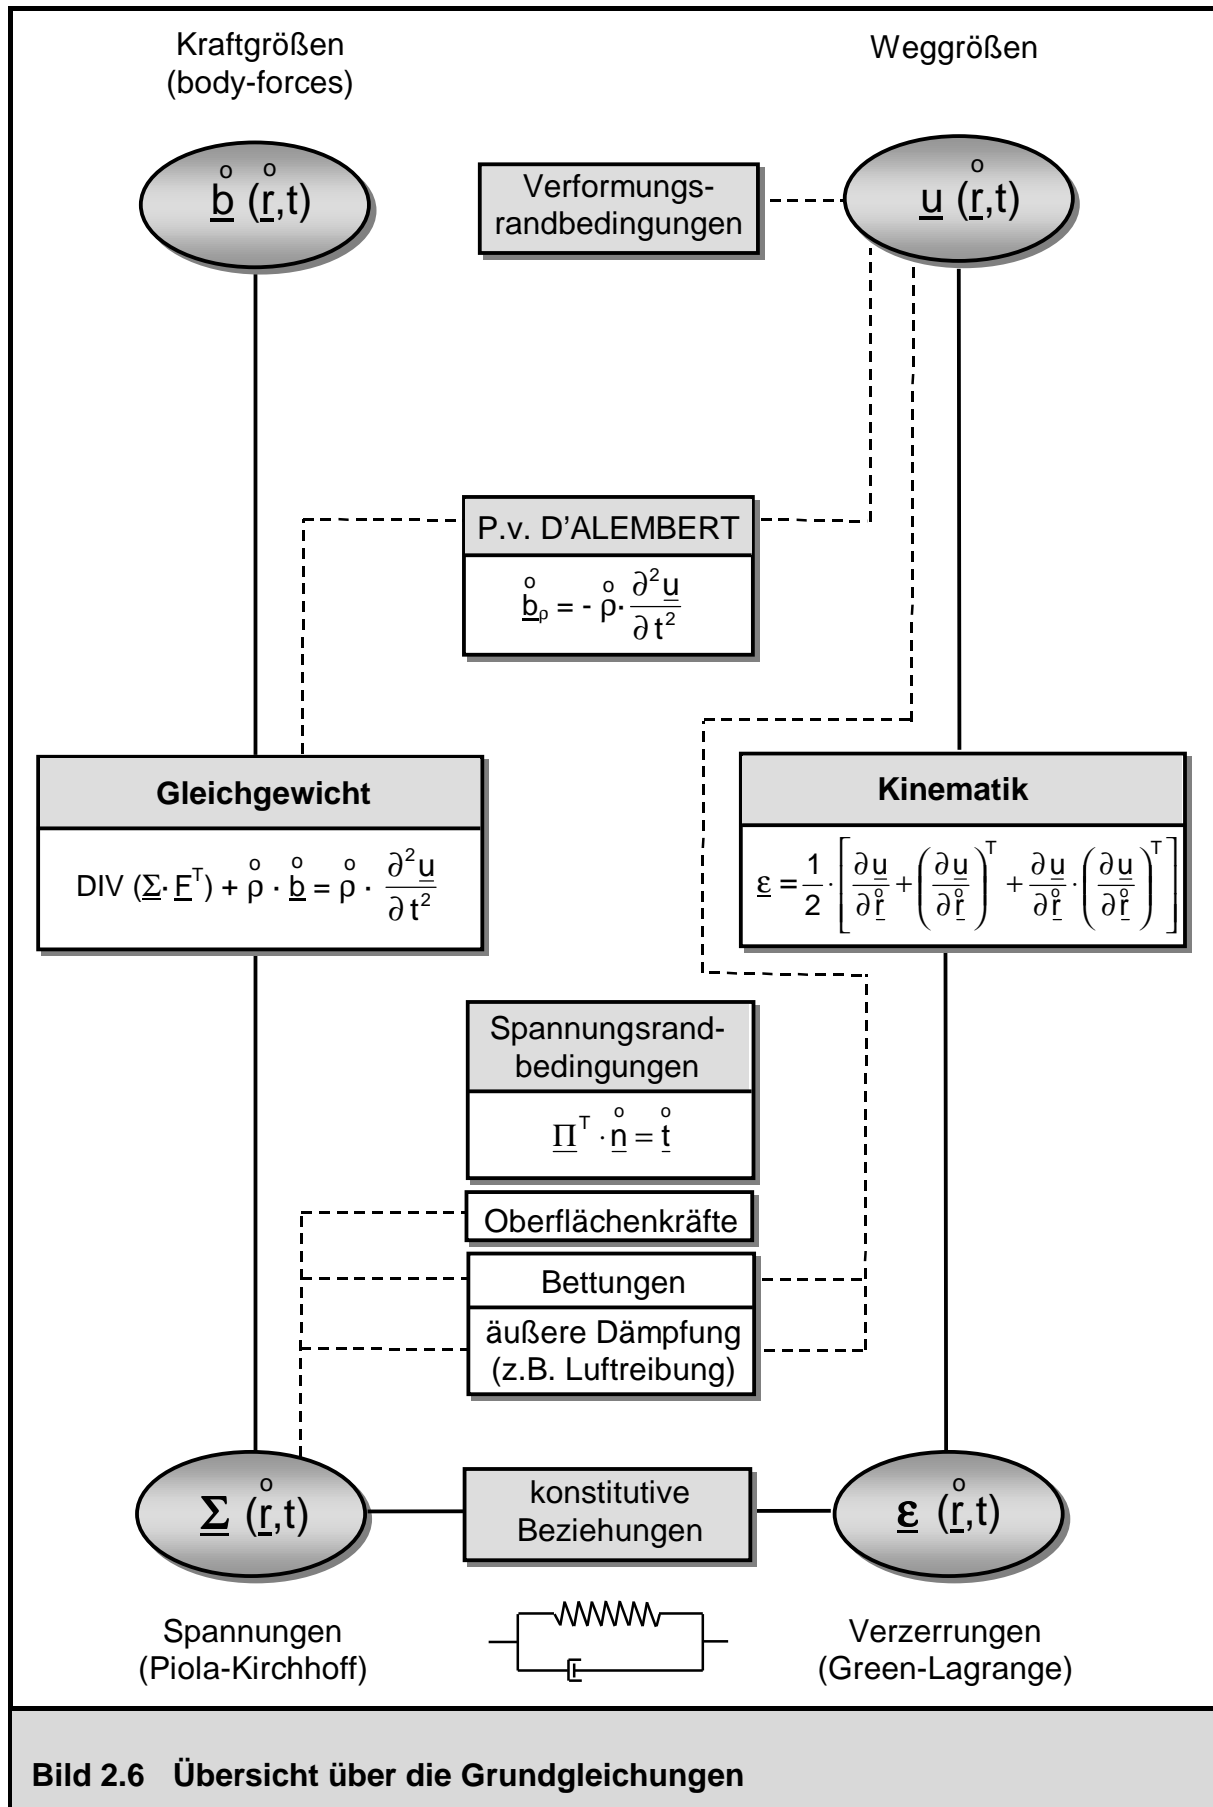 Kraftgrößen
(body-forces)
Weggrößen
b̲̊ (r̲̊,t)
Verformungs-
randbedingungen
u̲ (r̲̊,t)
P.v. D'ALEMBERT
b̲̊ρ = - ρ̊· ∂²u̲/∂t²
Gleichgewicht
DIV (Σ̲· F̲ᵀ) + ρ̊ · b̲̊ = ρ̊ · ∂²u̲/∂t²
Kinematik
ε̲ = 1/2 · [∂u̲/∂r̲̊ + (∂u̲/∂r̲̊)ᵀ + ∂u̲/∂r̲̊ · (∂u̲/∂r̲̊)ᵀ]
Spannungsrand-
bedingungen
Π̲ᵀ · n̲̊ = t̲̊
Oberflächenkräfte
Bettungen
äußere Dämpfung
(z.B. Luftreibung)
Σ̲ (r̲̊,t)
konstitutive
Beziehungen
ε̲ (r̲̊,t)
Spannungen
(Piola-Kirchhoff)
Verzerrungen
(Green-Lagrange)
Bild 2.6 Übersicht über die Grundgleichungen